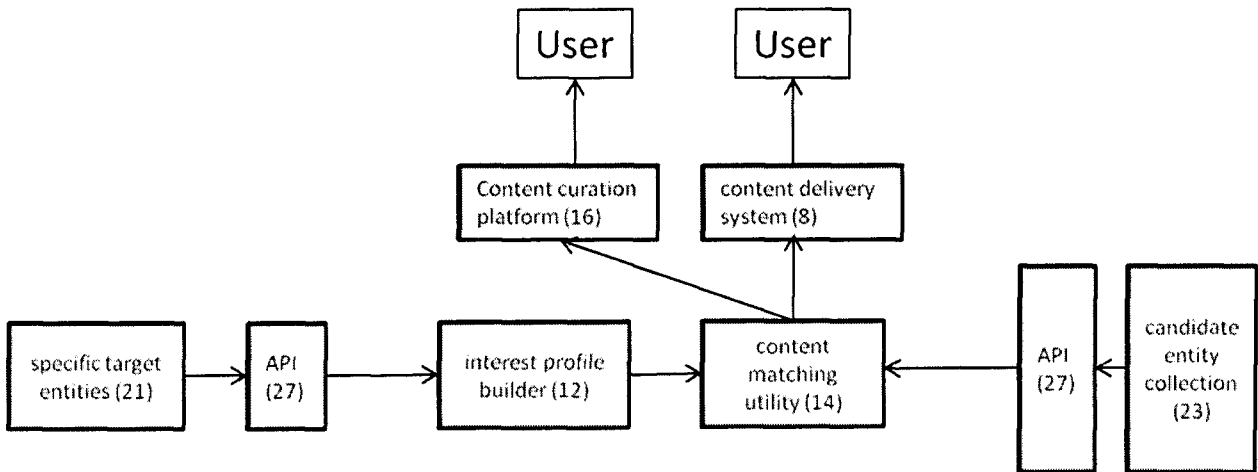 User
User
Content curation
platform (16)
content delivery
system (8)
specific target
entities (21)
API
(27)
interest profile
builder (12)
content
matching
utility (14)
API
(27)
candidate
entity
collection
(23)